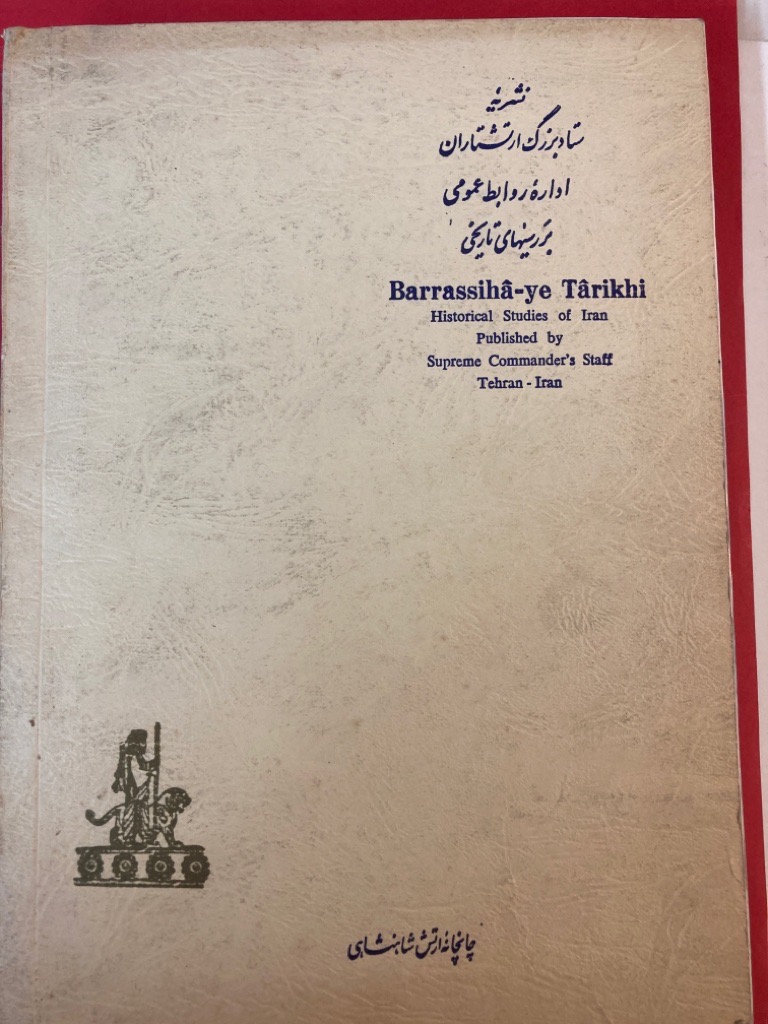 نشریه
ستاد بزرگ ارتشتاران
ادارهٔ روابط عمومی
بررسیهای تاریخی
Barrassihâ-ye Târikhi
Historical Studies of Iran
Published by
Supreme Commander's Staff
Tehran - Iran
چاپخانهٔ ارتش شاهنشاهی